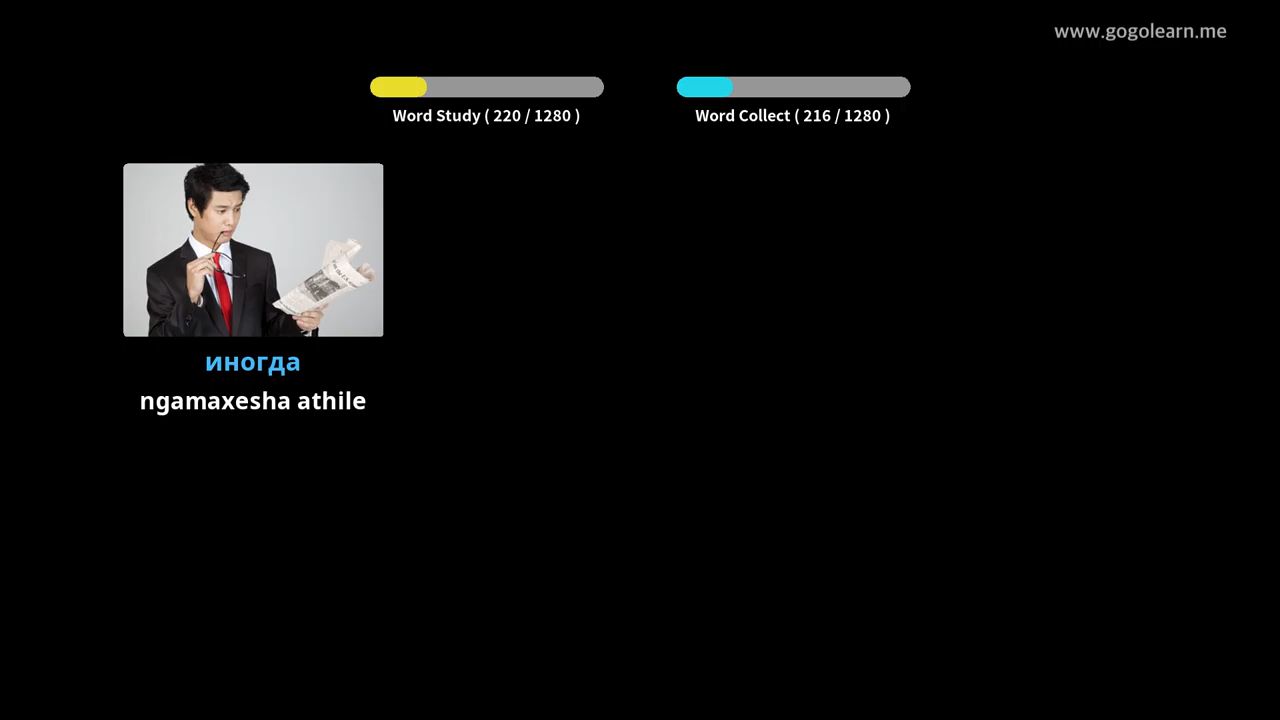 www.gogolearn.me
Word Study ( 220 / 1280 )
Word Collect ( 216 / 1280 )
иногда
ngamaxesha athile